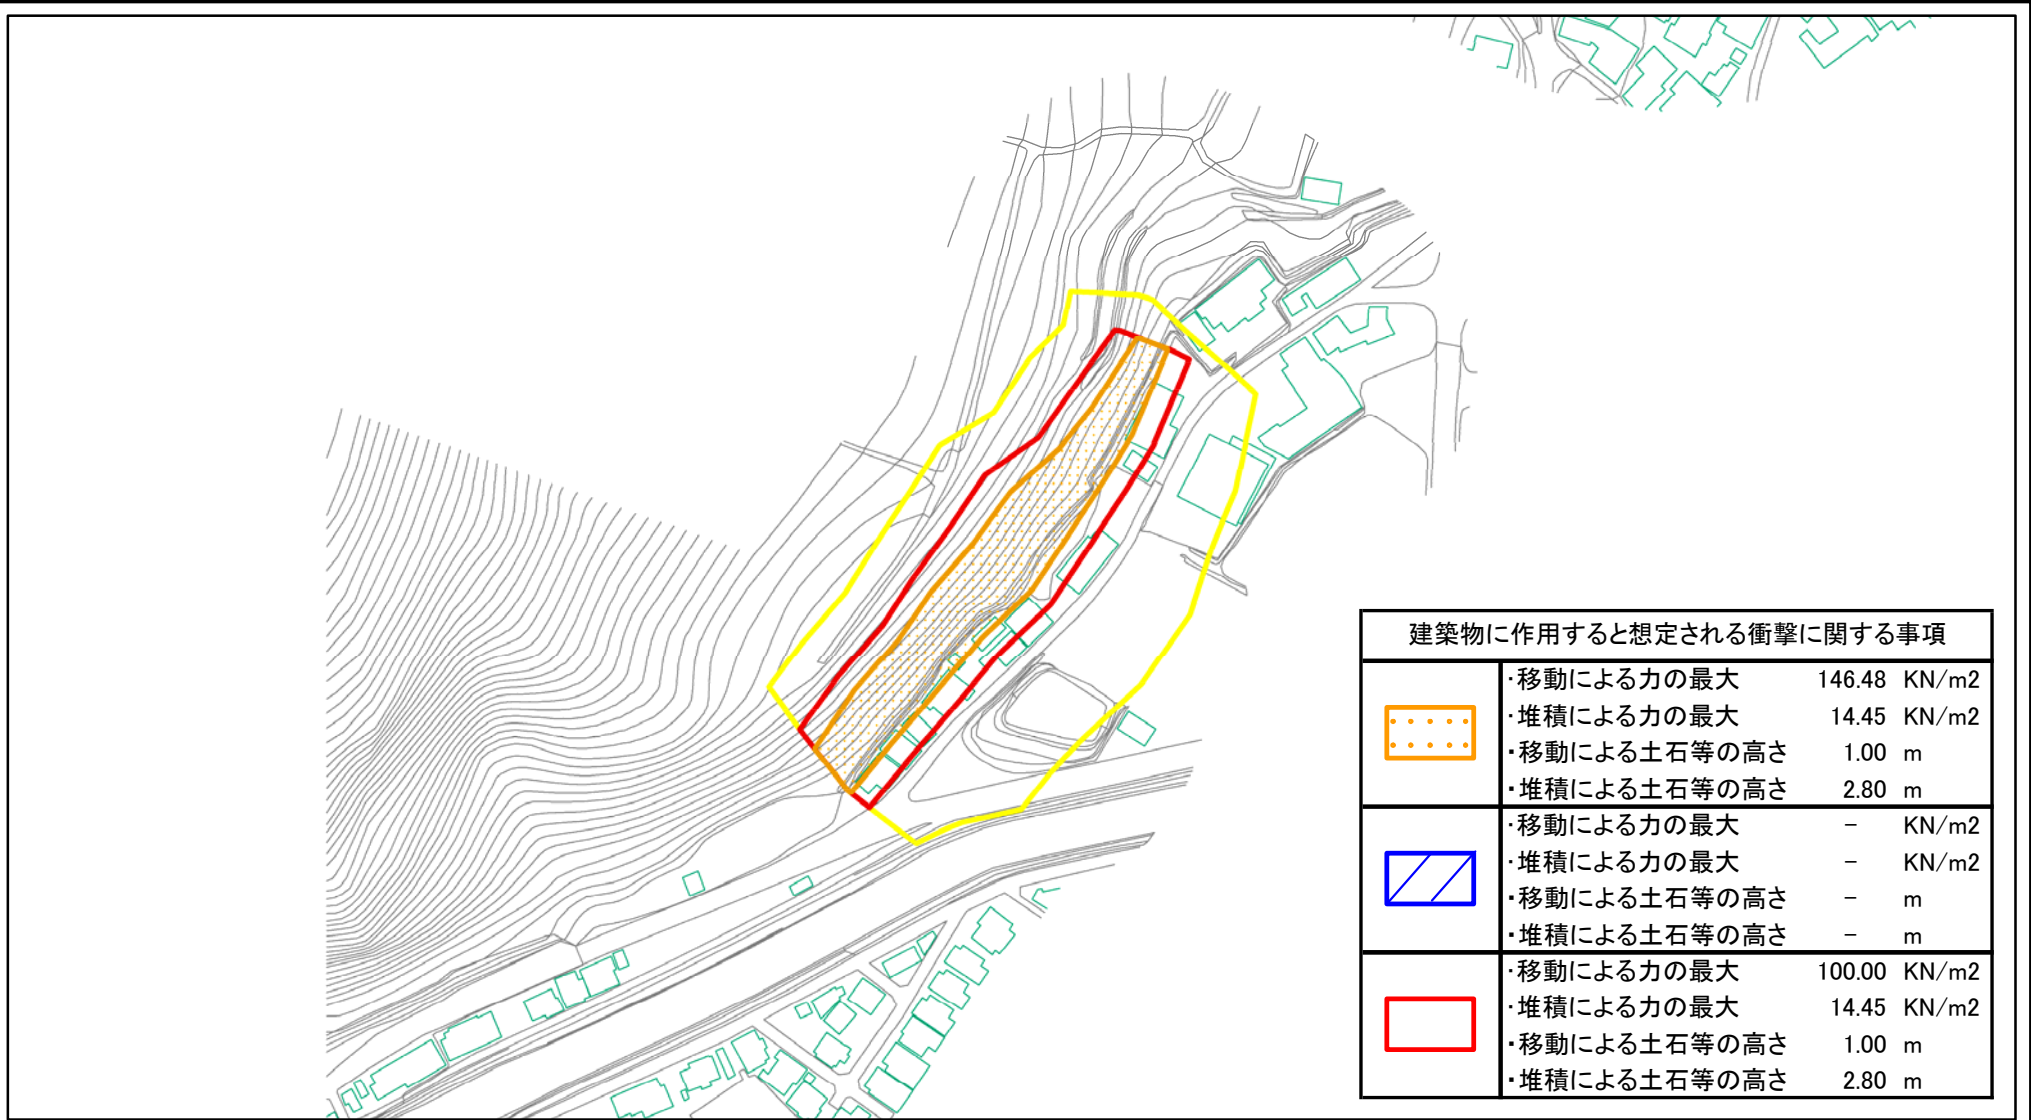 建築物に作用すると想定される衝撃に関する事項
・移動による力の最大 146.48 KN/m2
・堆積による力の最大 14.45 KN/m2
・移動による土石等の高さ 1.00 m
・堆積による土石等の高さ 2.80 m
・移動による力の最大 － KN/m2
・堆積による力の最大 － KN/m2
・移動による土石等の高さ － m
・堆積による土石等の高さ － m
・移動による力の最大 100.00 KN/m2
・堆積による力の最大 14.45 KN/m2
・移動による土石等の高さ 1.00 m
・堆積による土石等の高さ 2.80 m